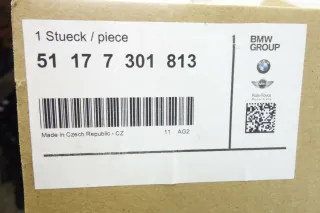 1 Stueck / piece
51 17 7 301 813
BMW
GROUP
Made in Czech Republic - CZ
11 AG2